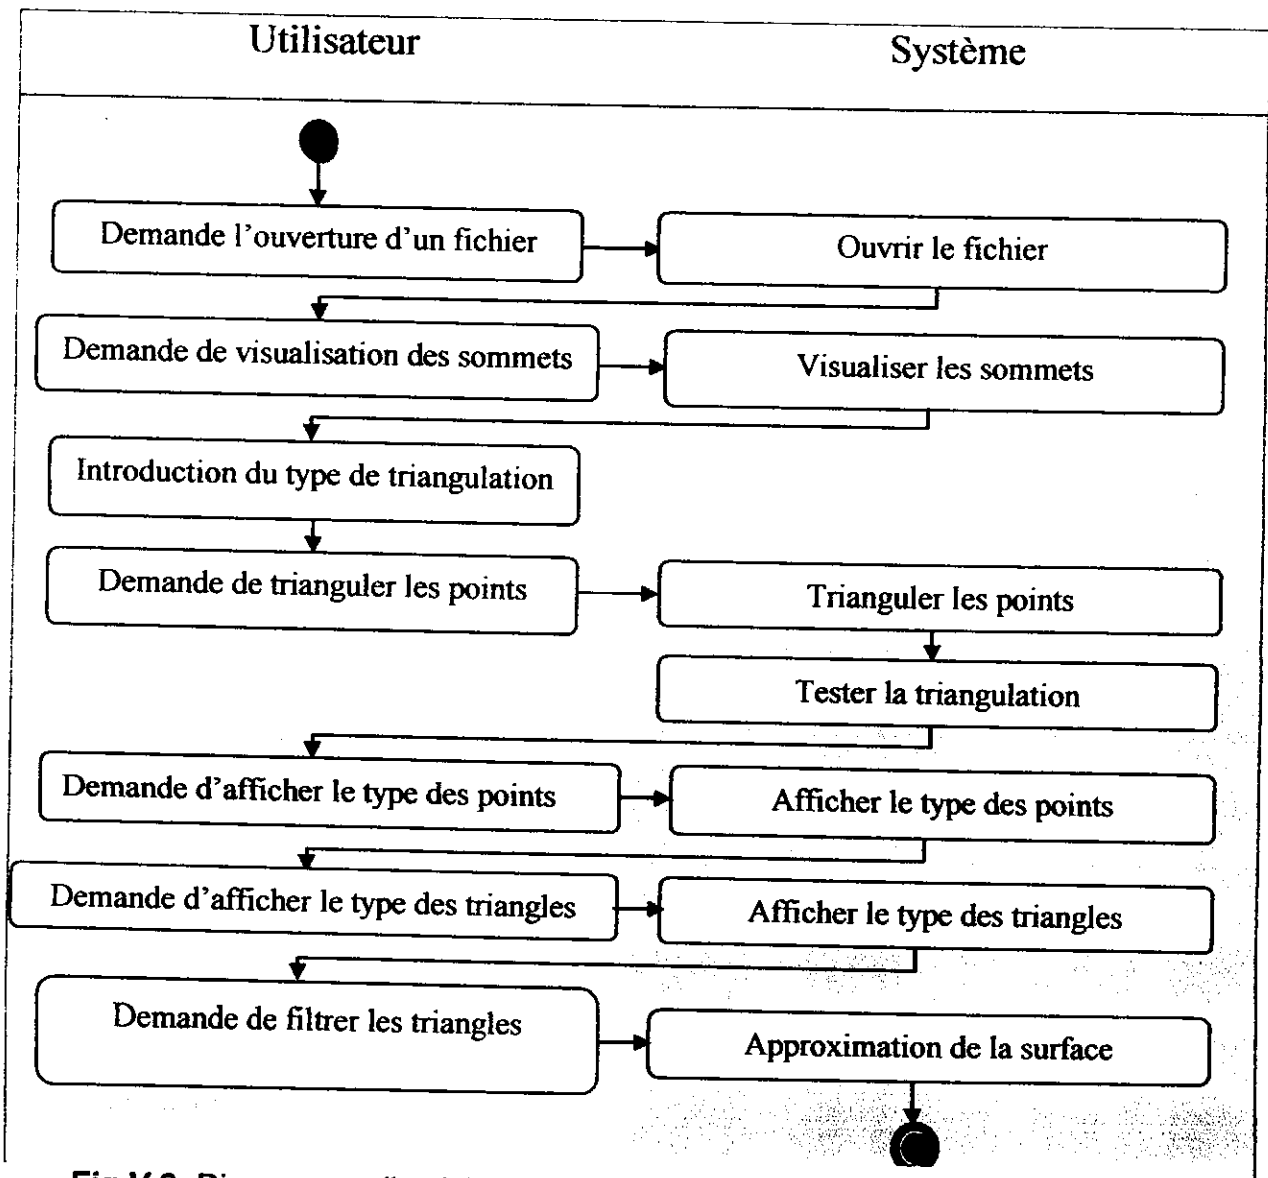 Utilisateur
Système
Demande l'ouverture d'un fichier
Ouvrir le fichier
Demande de visualisation des sommets
Visualiser les sommets
Introduction du type de triangulation
Demande de trianguler les points
Trianguler les points
Tester la triangulation
Demande d'afficher le type des points
Afficher le type des points
Demande d'afficher le type des triangles
Afficher le type des triangles
Demande de filtrer les triangles
Approximation de la surface